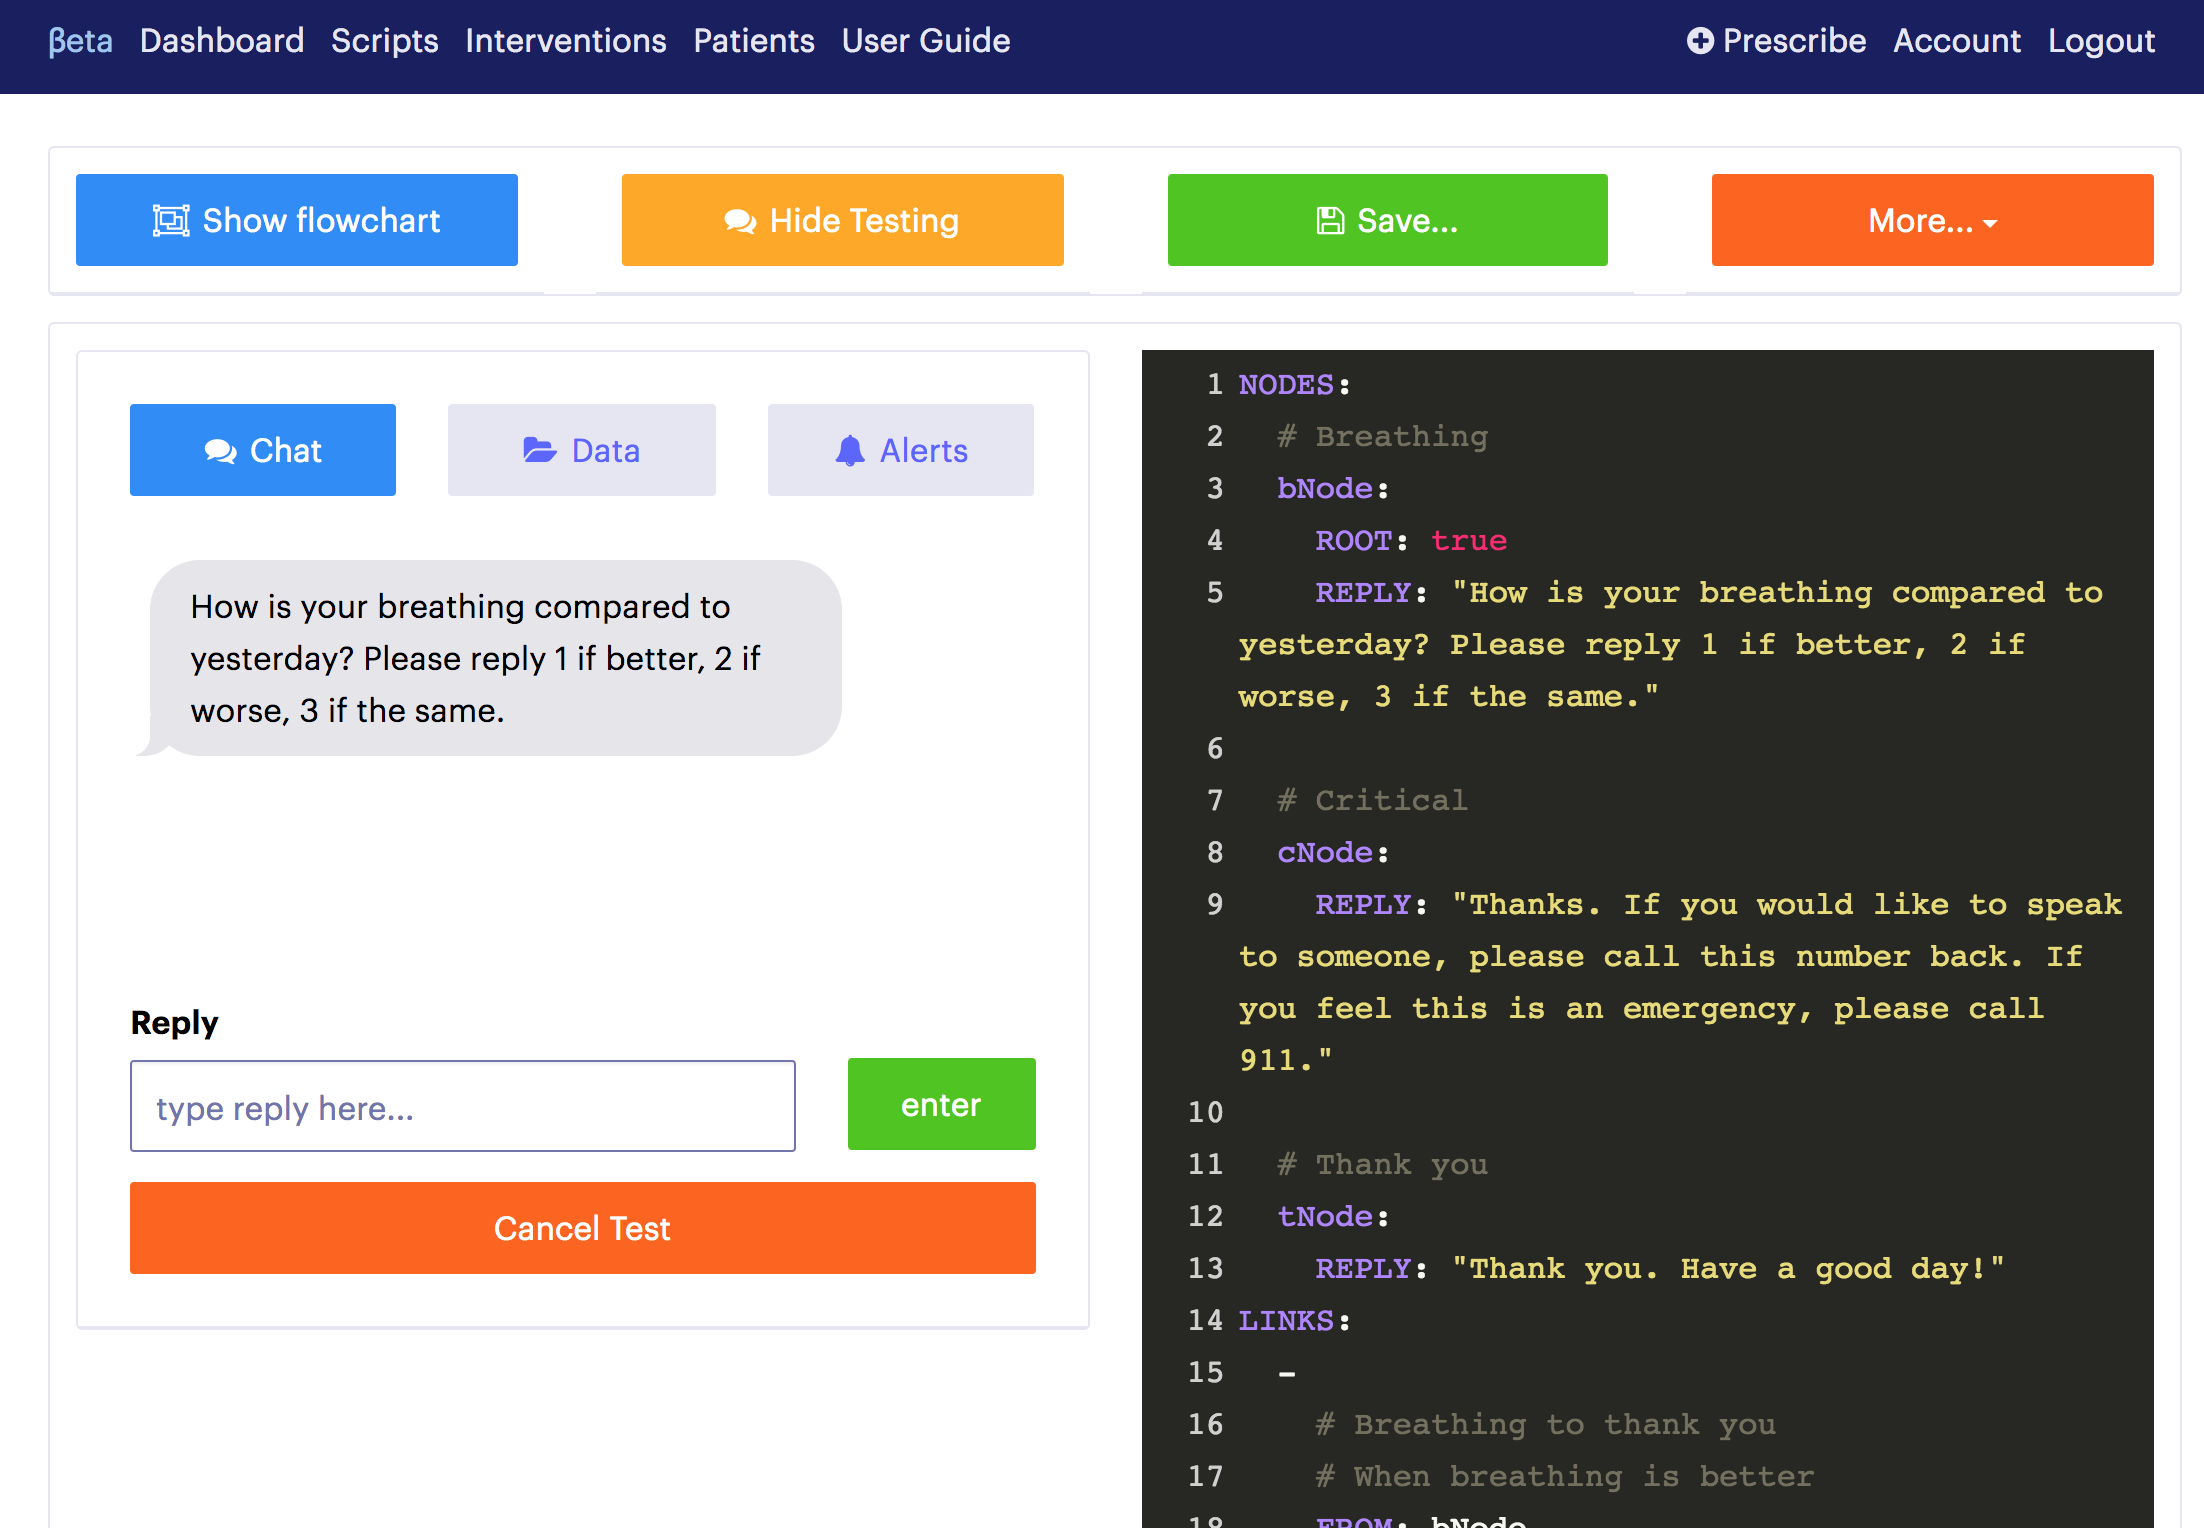 βeta Dashboard Scripts Interventions Patients User Guide Prescribe Account Logout
Show flowchart Hide Testing Save... More...
Chat Data Alerts
How is your breathing compared to
yesterday? Please reply 1 if better, 2 if
worse, 3 if the same.
Reply
type reply here...
enter
Cancel Test
1 NODES:
2 # Breathing
3 bNode:
4 ROOT: true
5 REPLY: "How is your breathing compared to
yesterday? Please reply 1 if better, 2 if
worse, 3 if the same."
6
7 # Critical
8 cNode:
9 REPLY: "Thanks. If you would like to speak
to someone, please call this number back. If
you feel this is an emergency, please call
911."
10
11 # Thank you
12 tNode:
13 REPLY: "Thank you. Have a good day!"
14 LINKS:
15 -
16 # Breathing to thank you
17 # When breathing is better
18 FROM: bNode